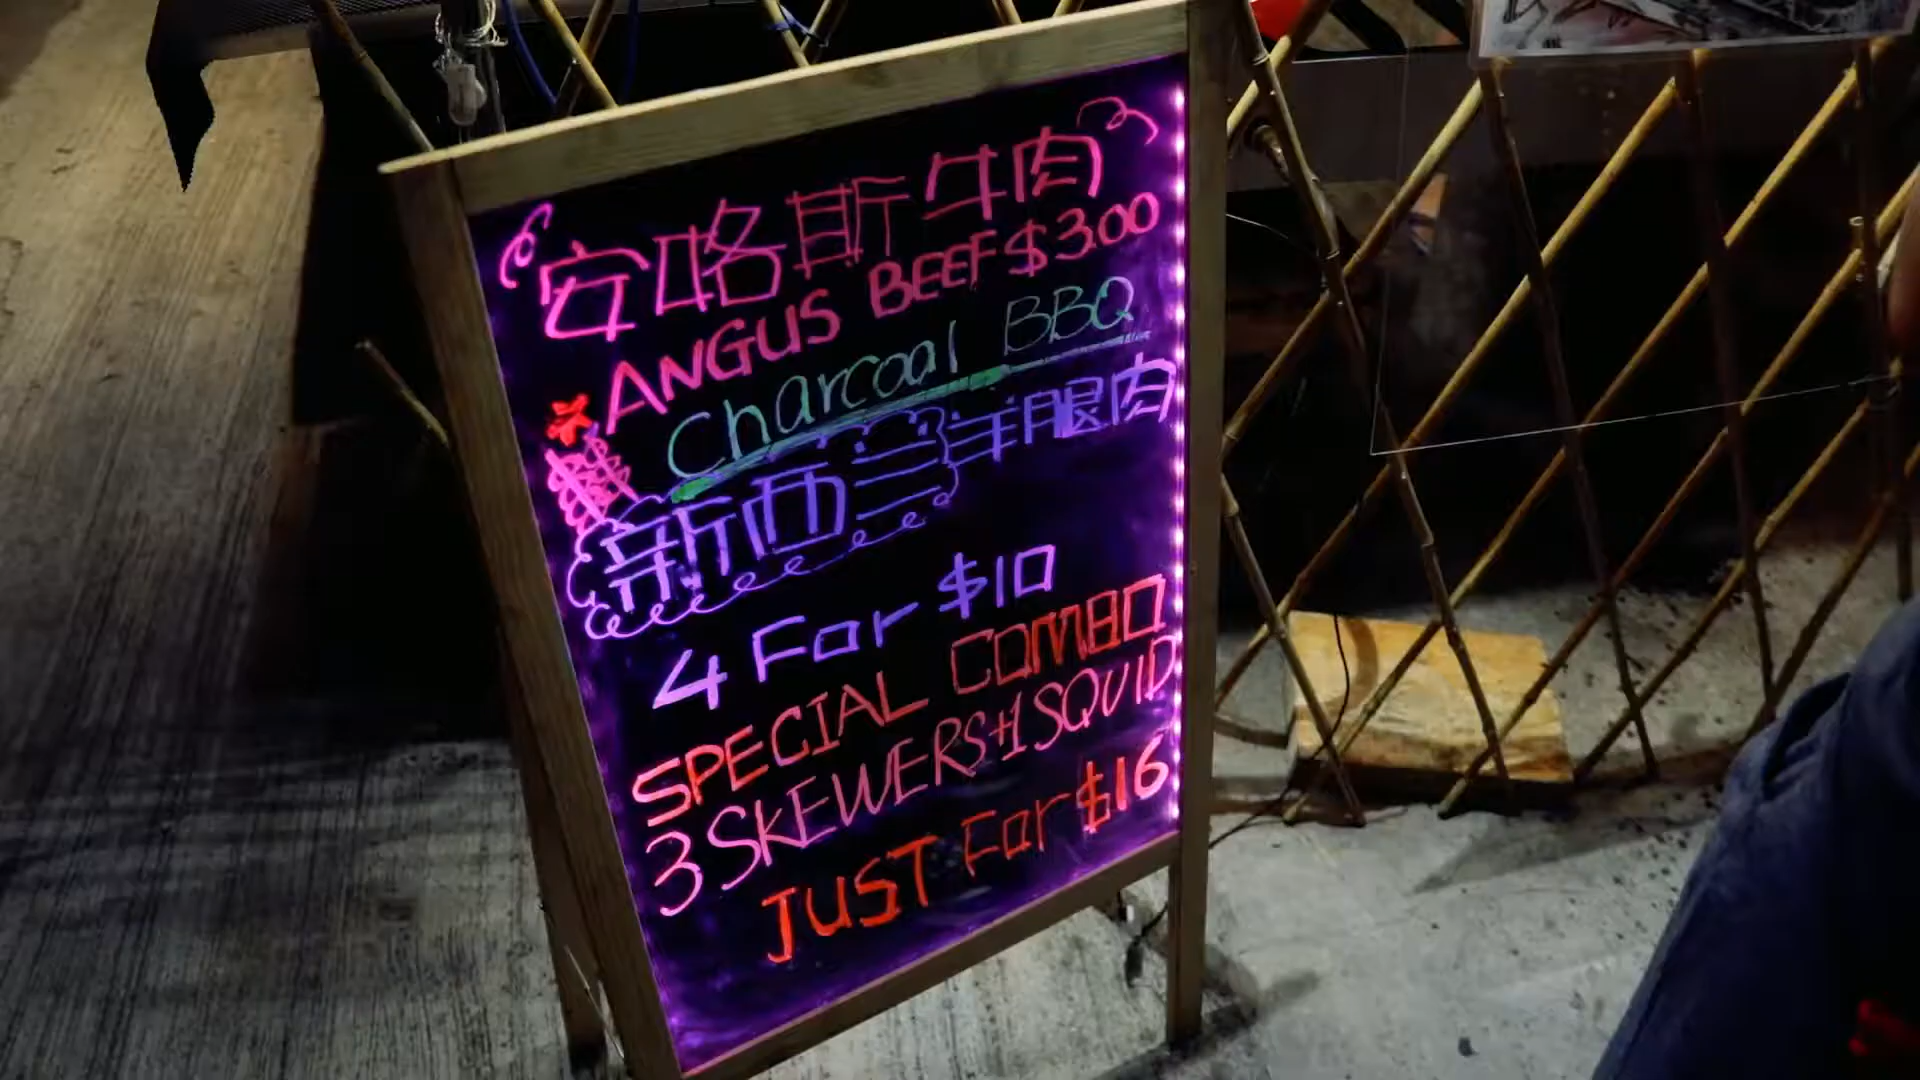 安咯斯牛肉
ANGUS BEEF $3.00
Charcoal BBQ
新西兰羊腿肉
4 For $10
SPECIAL COMBO
3 SKEWERS+1 SQUID
JUST For $16